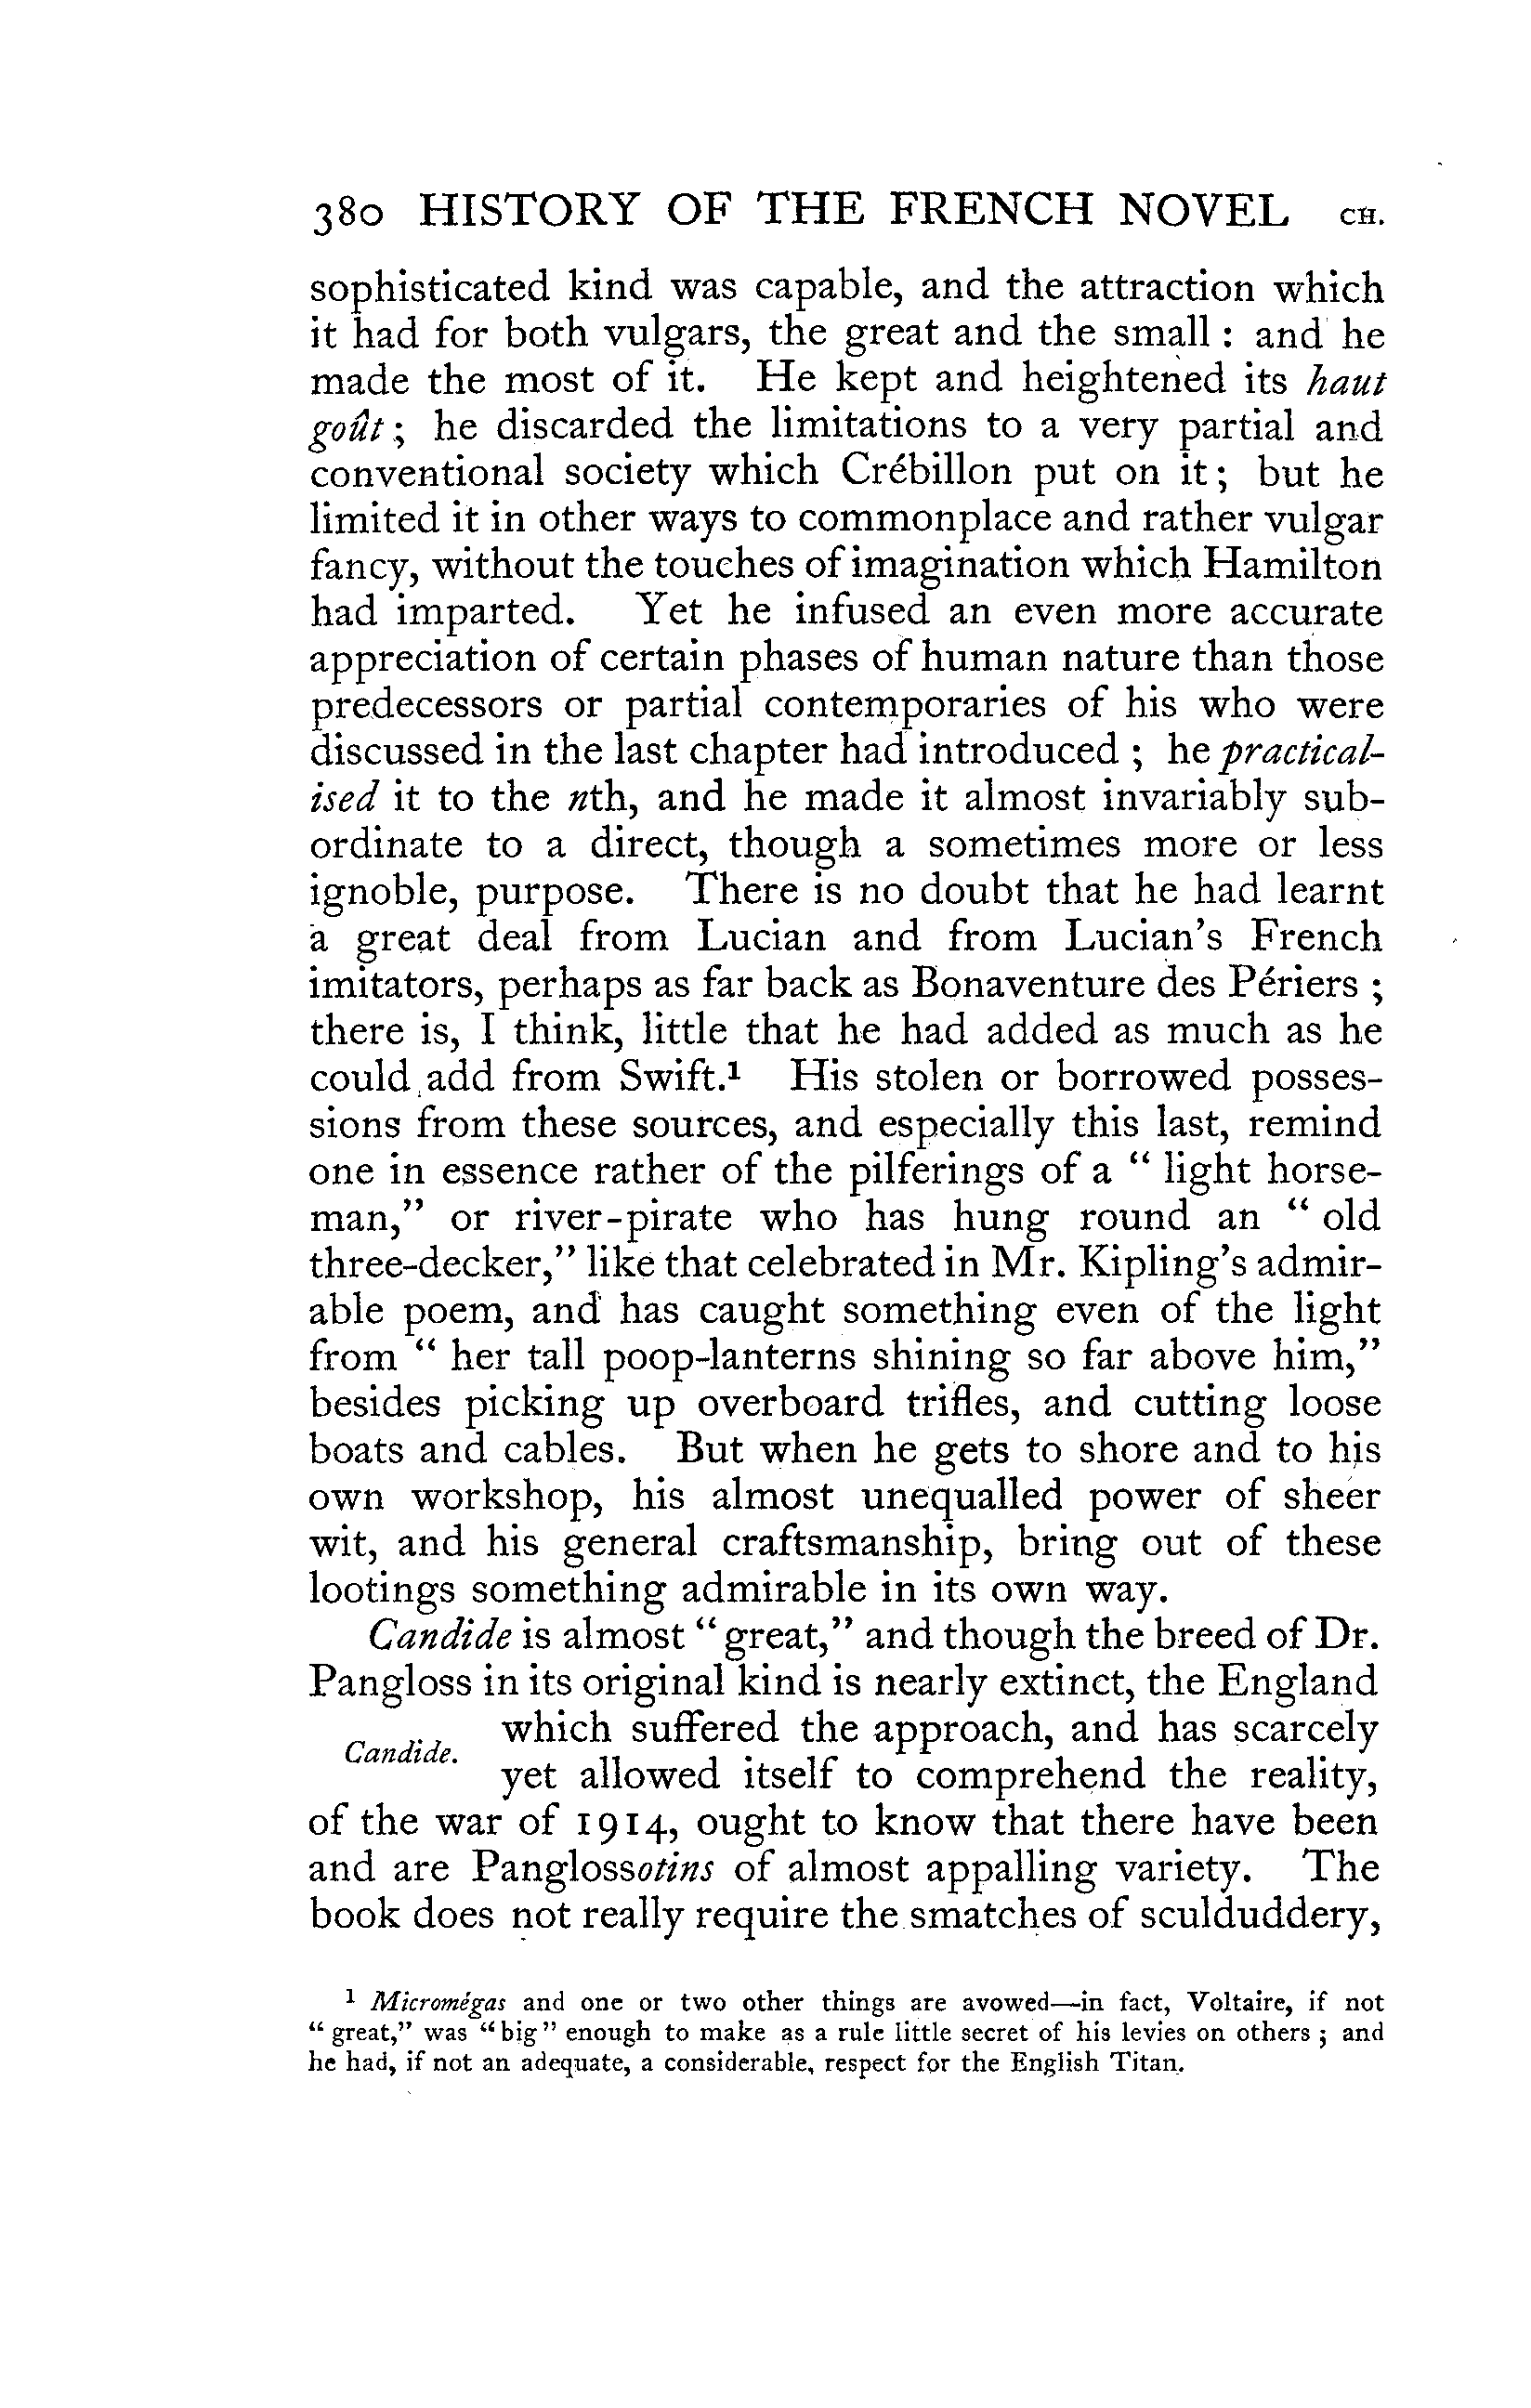 380 HISTORY OF THE FRENCH NOVEL CH.
sophisticated kind was capable, and the attraction which
it had for both vulgars, the great and the small : and he
made the most of it. He kept and heightened its haut
goût ; he discarded the limitations to a very partial and
conventional society which Crébillon put on it ; but he
limited it in other ways to commonplace and rather vulgar
fancy, without the touches of imagination which Hamilton
had imparted. Yet he infused an even more accurate
appreciation of certain phases of human nature than those
predecessors or partial contemporaries of his who were
discussed in the last chapter had introduced ; he practical-
ised it to the nth, and he made it almost invariably sub-
ordinate to a direct, though a sometimes more or less
ignoble, purpose. There is no doubt that he had learnt
a great deal from Lucian and from Lucian's French
imitators, perhaps as far back as Bonaventure des Périers ;
there is, I think, little that he had added as much as he
could add from Swift.¹ His stolen or borrowed posses-
sions from these sources, and especially this last, remind
one in essence rather of the pilferings of a " light horse-
man," or river-pirate who has hung round an " old
three-decker," like that celebrated in Mr. Kipling's admir-
able poem, and has caught something even of the light
from " her tall poop-lanterns shining so far above him,"
besides picking up overboard trifles, and cutting loose
boats and cables. But when he gets to shore and to his
own workshop, his almost unequalled power of sheer
wit, and his general craftsmanship, bring out of these
lootings something admirable in its own way.
Candide is almost "great," and though the breed of Dr.
Pangloss in its original kind is nearly extinct, the England
which suffered the approach, and has scarcely
Candide.
yet allowed itself to comprehend the reality,
of the war of 1914, ought to know that there have been
and are Panglossotins of almost appalling variety. The
book does not really require the smatches of sculduddery,
¹ Micromégas and one or two other things are avowed—in fact, Voltaire, if not
" great," was "big" enough to make as a rule little secret of his levies on others ; and
he had, if not an adequate, a considerable, respect for the English Titan.